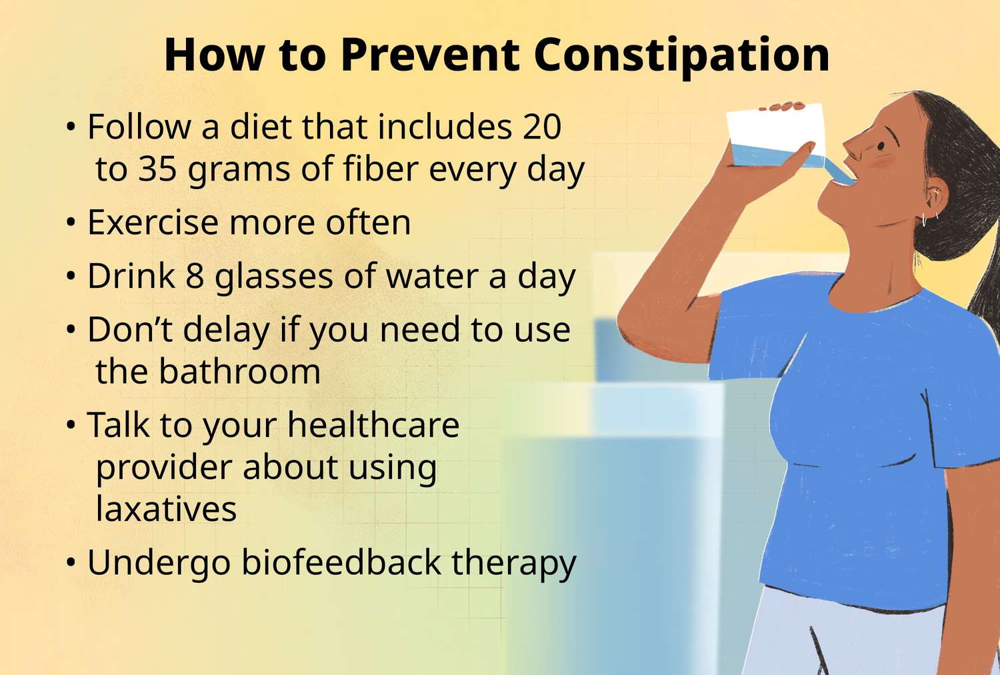 How to Prevent Constipation
• Follow a diet that includes 20
to 35 grams of fiber every day
• Exercise more often
• Drink 8 glasses of water a day
• Don’t delay if you need to use
the bathroom
• Talk to your healthcare
provider about using
laxatives
• Undergo biofeedback therapy